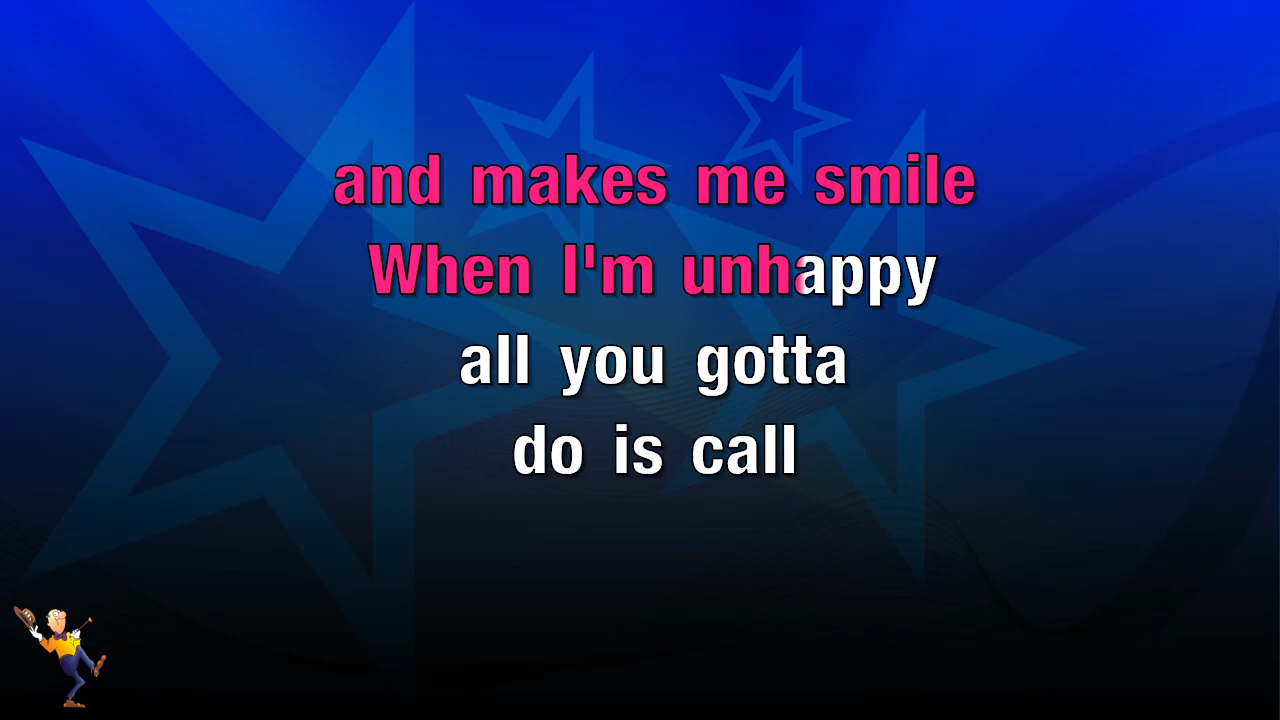 and makes me smile
When I'm unhappy
all you gotta
do is call